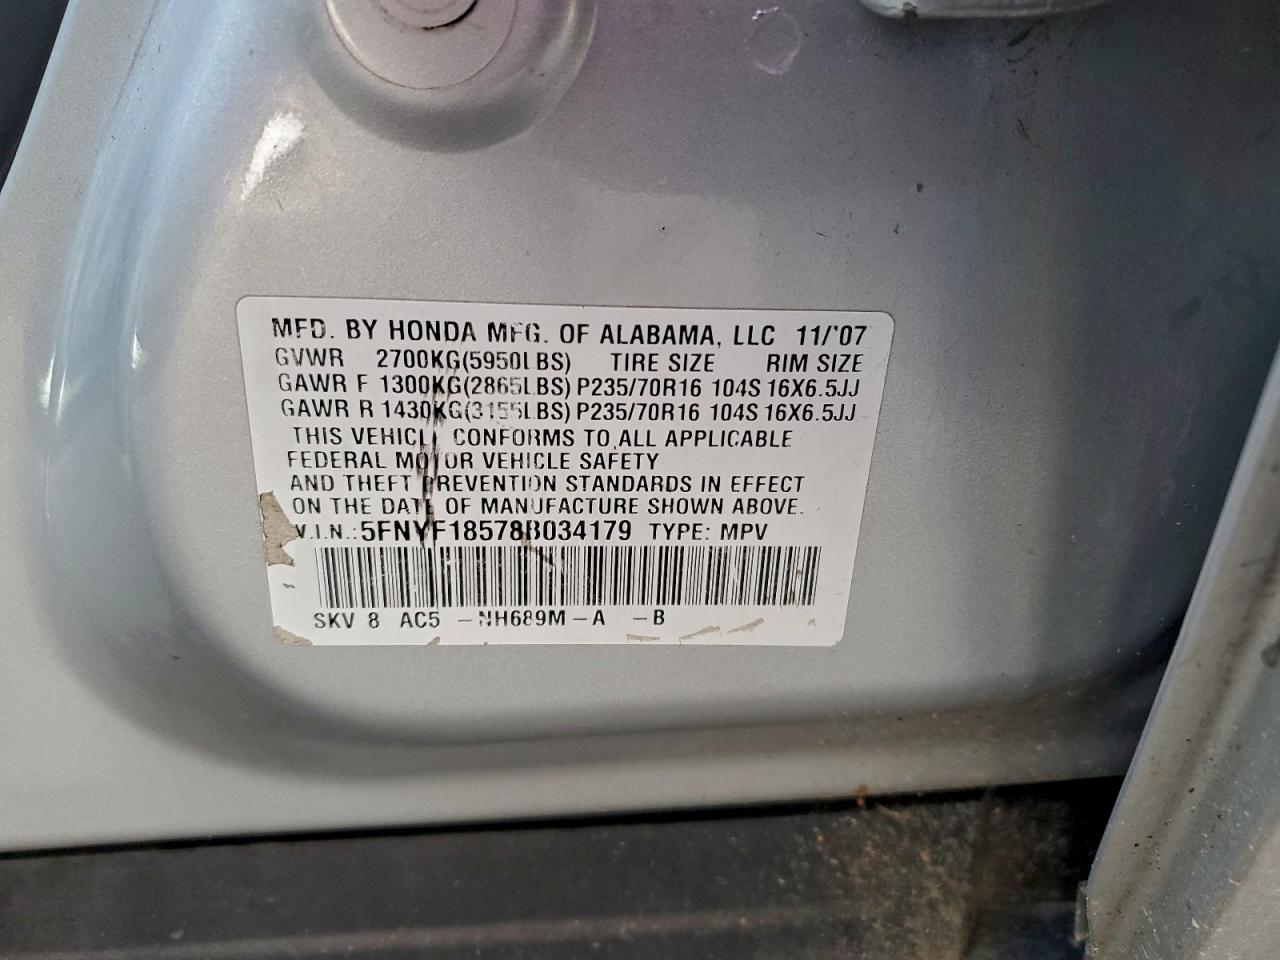 MFD. BY HONDA MFG. OF ALABAMA, LLC 11/'07
GVWR 2700KG(5950LBS) TIRE SIZE RIM SIZE
GAWR F 1300KG(2865LBS) P235/70R16 104S 16X6.5JJ
GAWR R 1430KG(3155LBS) P235/70R16 104S 16X6.5JJ
THIS VEHICLE CONFORMS TO ALL APPLICABLE
FEDERAL MOTOR VEHICLE SAFETY
AND THEFT PREVENTION STANDARDS IN EFFECT
ON THE DATE OF MANUFACTURE SHOWN ABOVE.
V.I.N.: 5FNYF18578B034179 TYPE: MPV
SKV 8 AC5 -NH689M-A -B